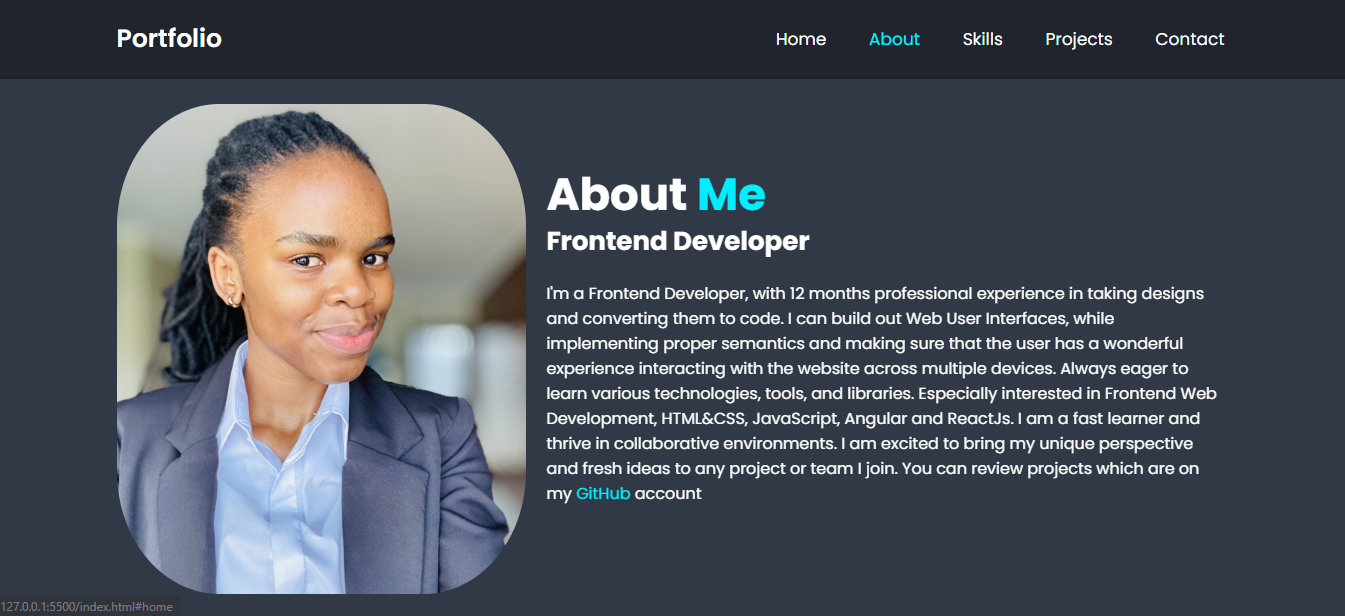 Portfolio
Home About Skills Projects Contact
About Me
Frontend Developer
I'm a Frontend Developer, with 12 months professional experience in taking designs
and converting them to code. I can build out Web User Interfaces, while
implementing proper semantics and making sure that the user has a wonderful
experience interacting with the website across multiple devices. Always eager to
learn various technologies, tools, and libraries. Especially interested in Frontend Web
Development, HTML&CSS, JavaScript, Angular and ReactJs. I am a fast learner and
thrive in collaborative environments. I am excited to bring my unique perspective
and fresh ideas to any project or team I join. You can review projects which are on
my GitHub account
127.0.0.1:5500/index.html#home